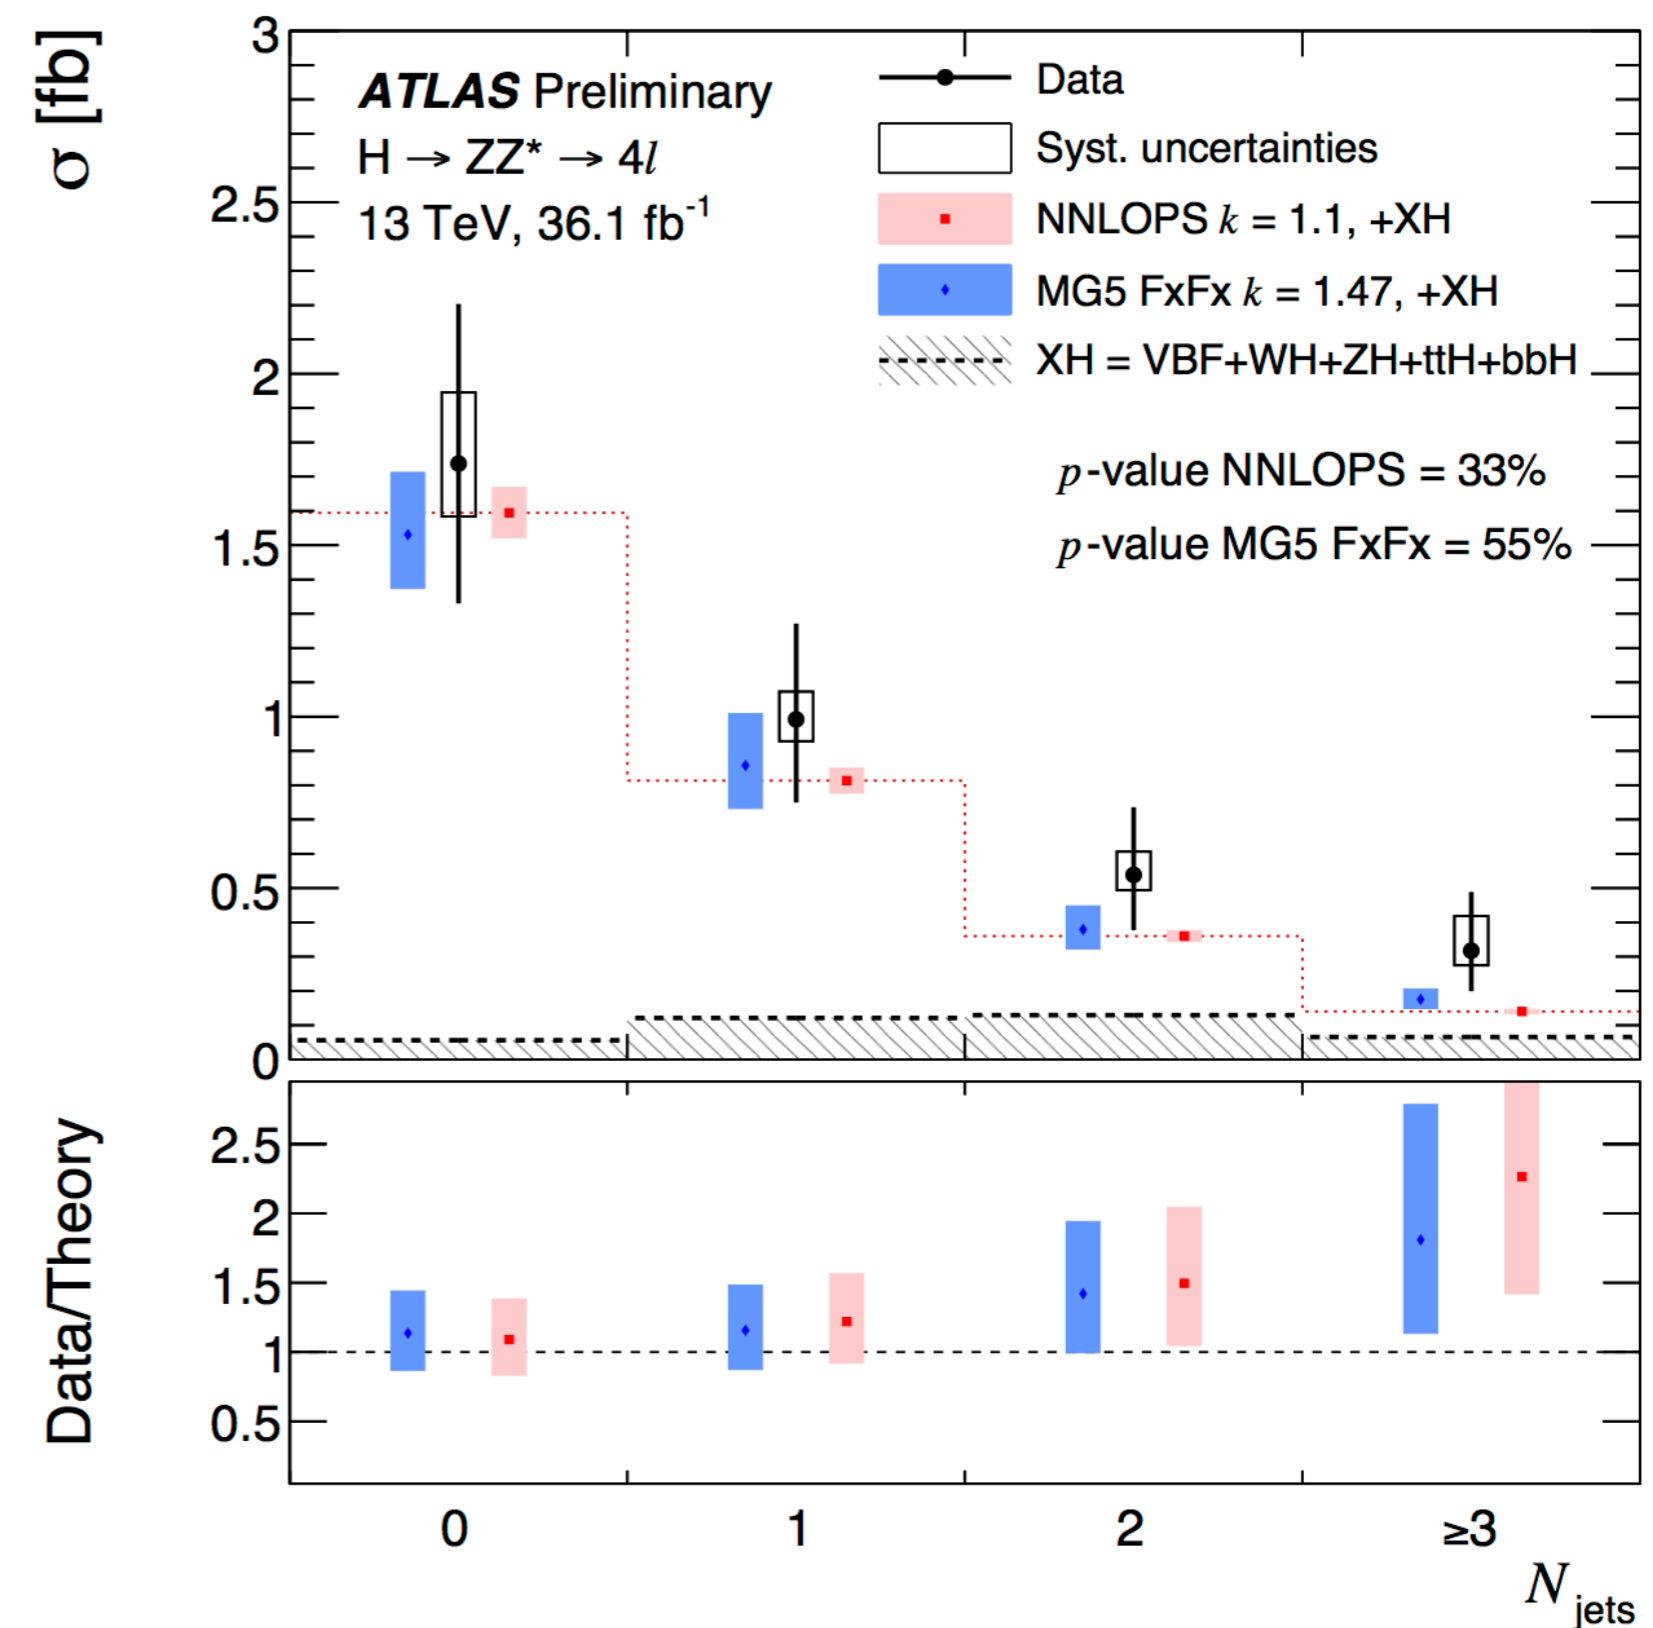 σ [fb]
3
2.5
2
1.5
1
0.5
0
ATLAS Preliminary
H → ZZ* → 4l
13 TeV, 36.1 fb⁻¹
Data
Syst. uncertainties
NNLOPS k = 1.1, +XH
MG5 FxFx k = 1.47, +XH
XH = VBF+WH+ZH+ttH+bbH
p-value NNLOPS = 33%
p-value MG5 FxFx = 55%
Data/Theory
2.5
2
1.5
1
0.5
0 1 2 ≥3
N jets